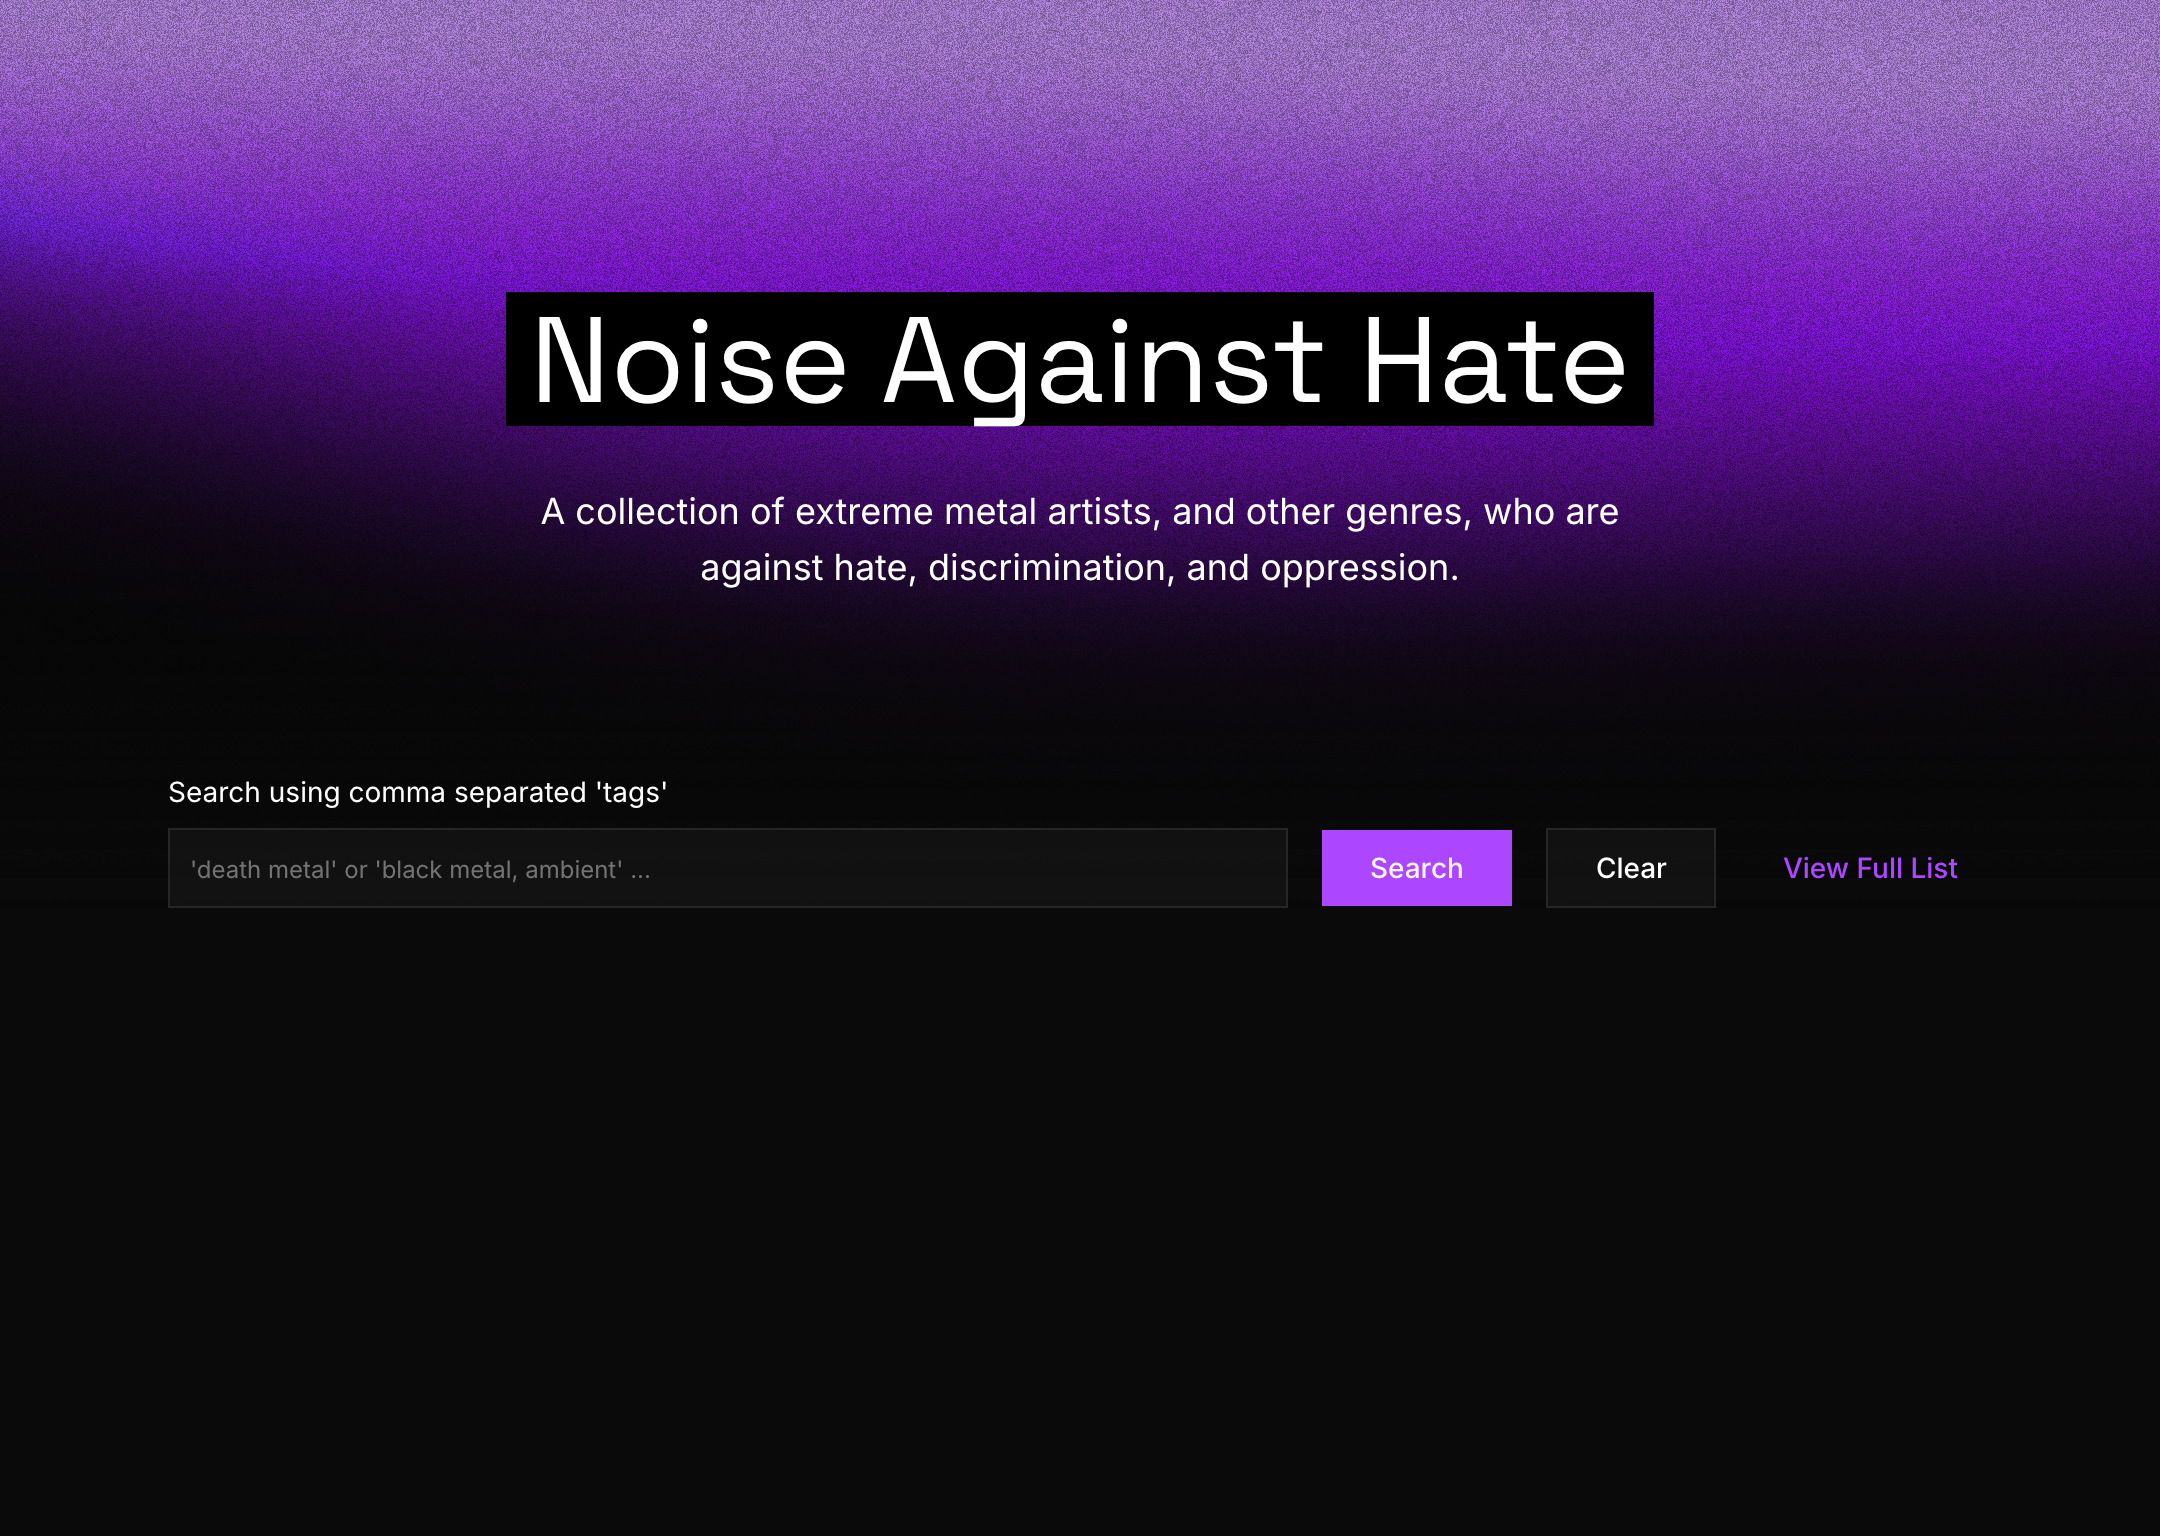 Noise Against Hate
A collection of extreme metal artists, and other genres, who are
against hate, discrimination, and oppression.
Search using comma separated 'tags'
'death metal' or 'black metal, ambient' ...
Search
Clear
View Full List